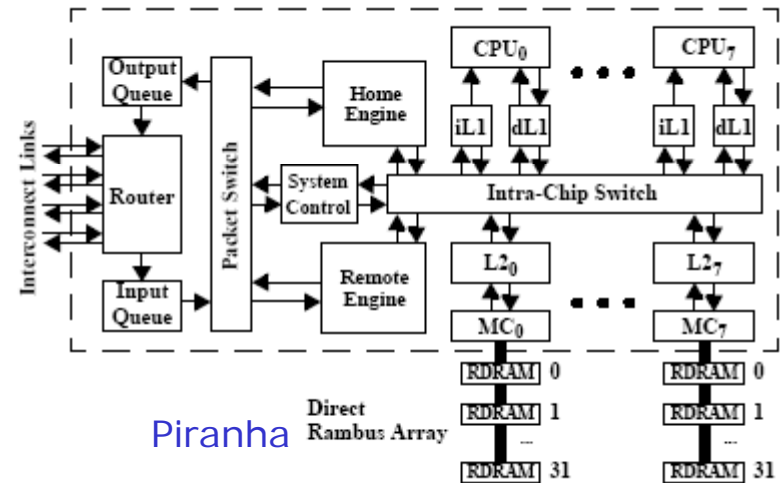 Output
Queue
Router
Input
Queue
Interconnect Links
Packet Switch
Home
Engine
System
Control
Remote
Engine
CPU0
CPU7
iL1
dL1
iL1
dL1
Intra-Chip Switch
L20
L27
MC0
MC7
RDRAM 0
RDRAM 0
RDRAM 1
RDRAM 1
...
...
RDRAM 31
RDRAM 31
Direct
Rambus Array
Piranha